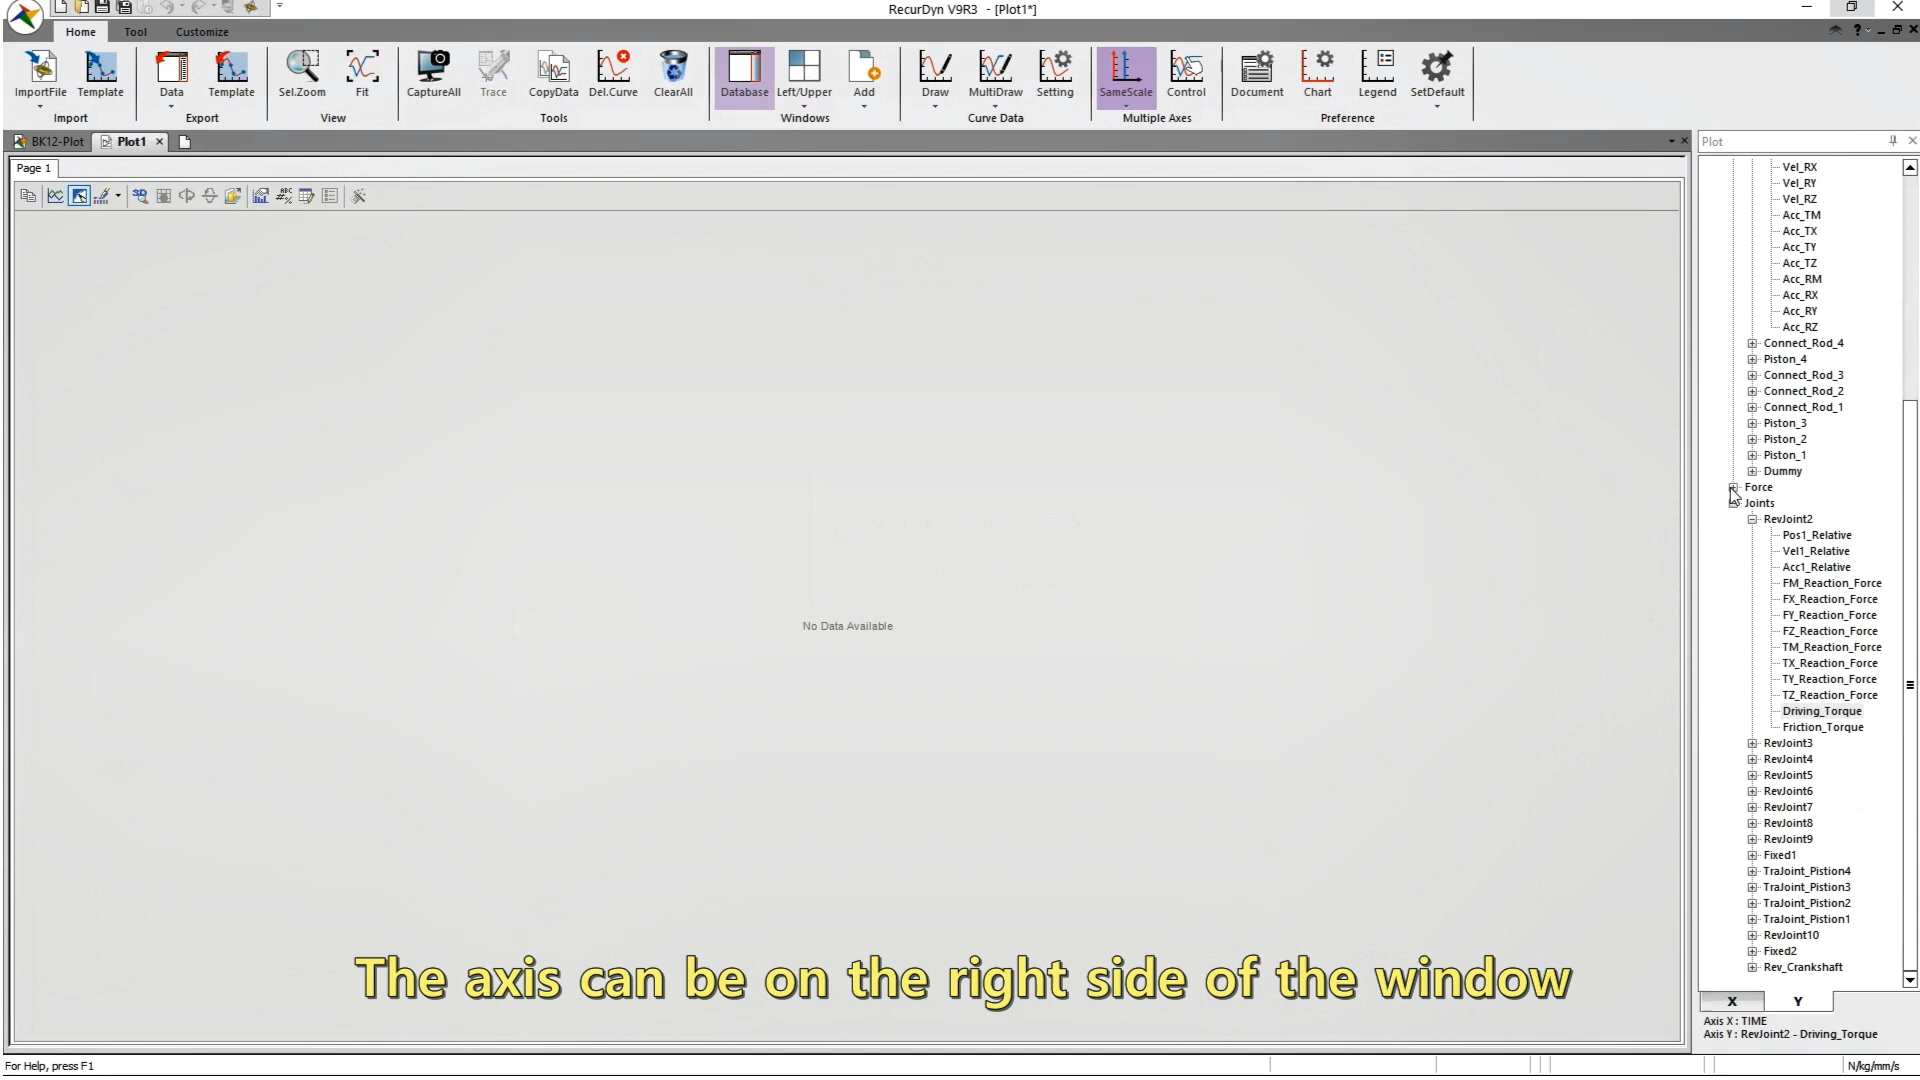 RecurDyn V9R3 - [Plot1*]
Home Tool Customize
ImportFile Template Data Template Sel.Zoom Fit CaptureAll Trace CopyData Del.Curve ClearAll Database Left/Upper Add Draw MultiDraw Setting SameScale Control Document Chart Legend SetDefault
Import Export View Tools Windows Curve Data Multiple Axes Preference
BK12-Plot Plot1 Plot
Page 1
Vel_RX
Vel_RY
Vel_RZ
Acc_TM
Acc_TX
Acc_TY
Acc_TZ
Acc_RM
Acc_RX
Acc_RY
Acc_RZ
Connect_Rod_4
Piston_4
Connect_Rod_3
Connect_Rod_2
Connect_Rod_1
Piston_3
Piston_2
Piston_1
Dummy
Force
Joints
RevJoint2
Pos1_Relative
Vel1_Relative
Acc1_Relative
FM_Reaction_Force
FX_Reaction_Force
FY_Reaction_Force
FZ_Reaction_Force
TM_Reaction_Force
TX_Reaction_Force
TY_Reaction_Force
TZ_Reaction_Force
Driving_Torque
Friction_Torque
RevJoint3
RevJoint4
RevJoint5
RevJoint6
RevJoint7
RevJoint8
RevJoint9
Fixed1
TraJoint_Pistion4
TraJoint_Pistion3
TraJoint_Pistion2
TraJoint_Pistion1
RevJoint10
Fixed2
Rev_Crankshaft
No Data Available
The axis can be on the right side of the window
X Y
Axis X : TIME
Axis Y : RevJoint2 - Driving_Torque
For Help, press F1
N/kg/mm/s